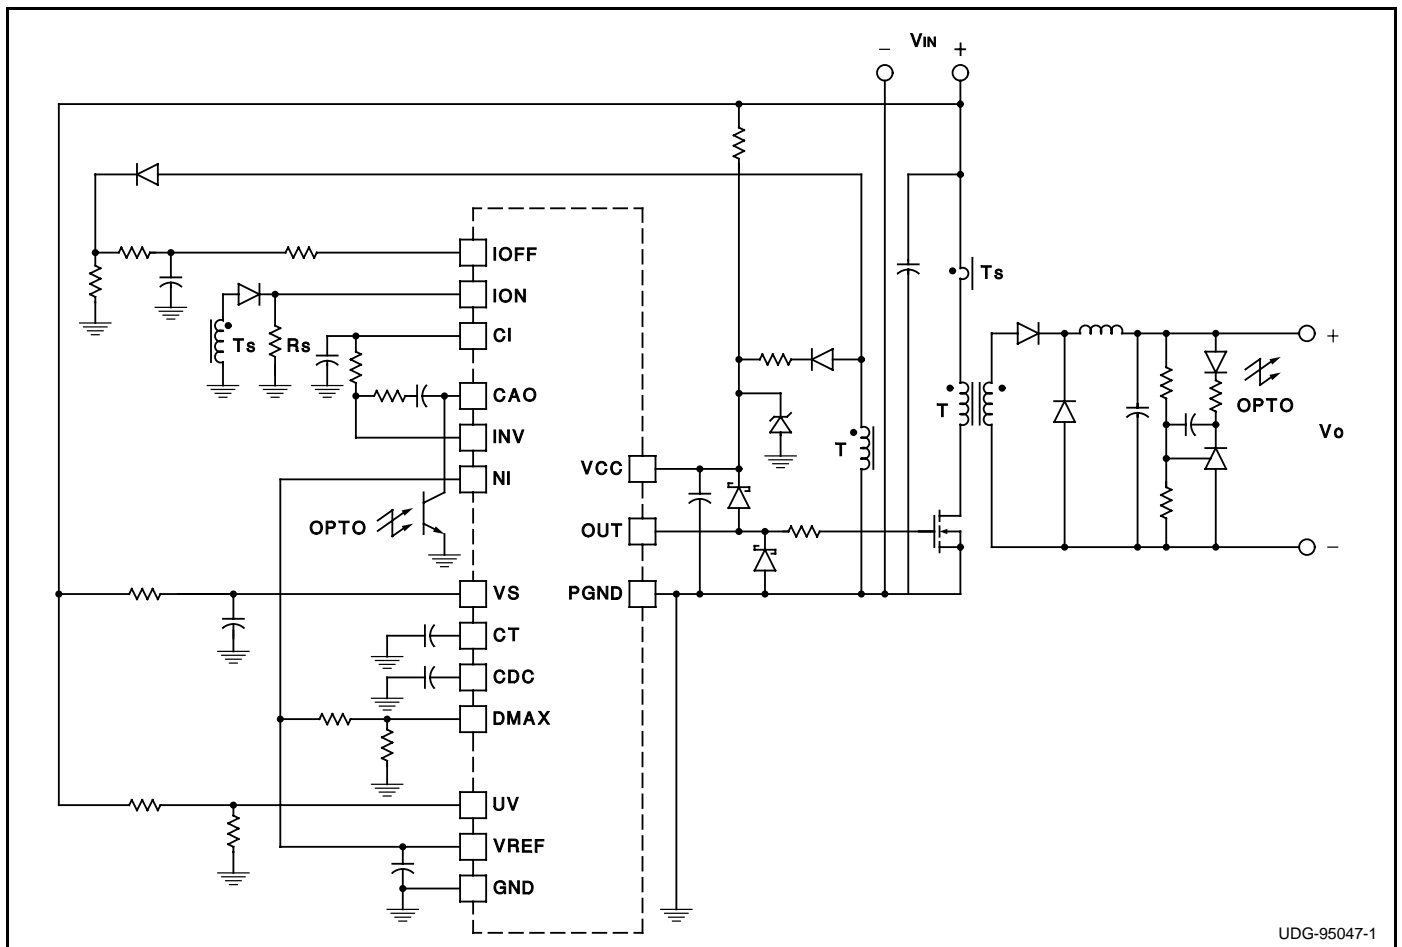 − VIN +
IOFF
ION
Ts
Ts
Rs
CI
+
CAO
T
OPTO
Vo
INV
T
VCC
NI
OPTO
OUT
−
VS
PGND
CT
CDC
DMAX
UV
VREF
GND
UDG-95047-1